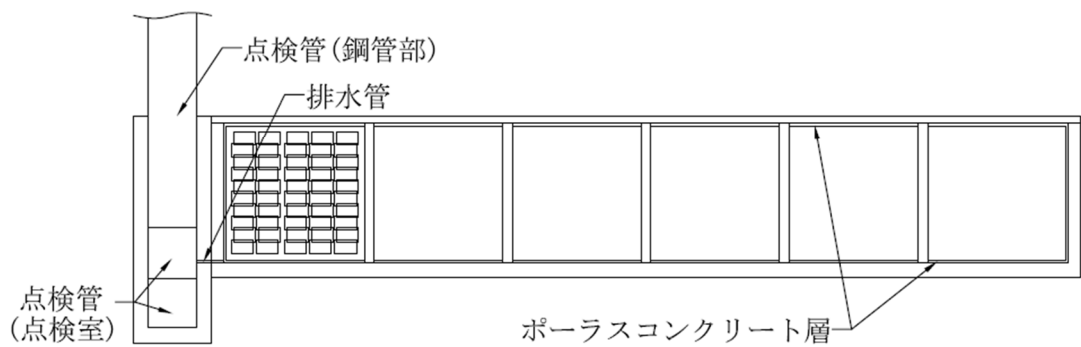 点検管(鋼管部)
排水管
点検管
(点検室)
ポーラスコンクリート層